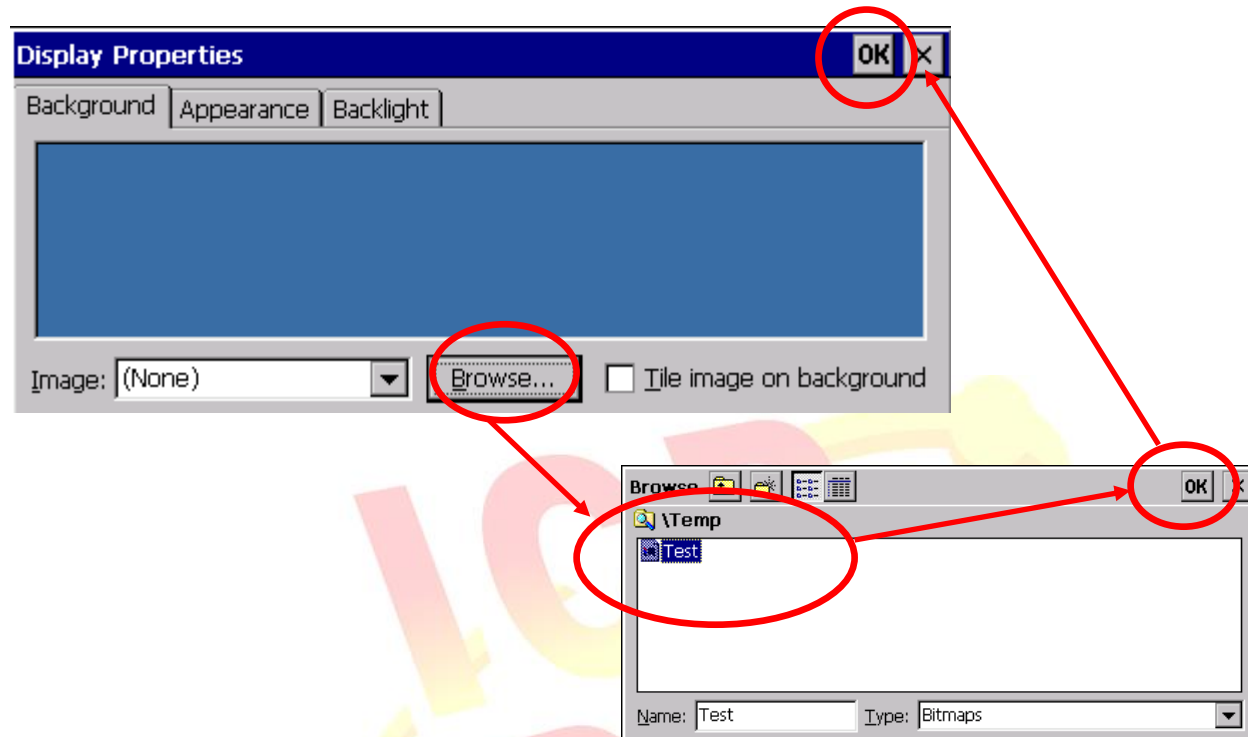 Display Properties OK ×
Background Appearance Backlight
Image: (None) Browse... Tile image on background
Browse OK ×
\Temp
Test
Name: Test Type: Bitmaps